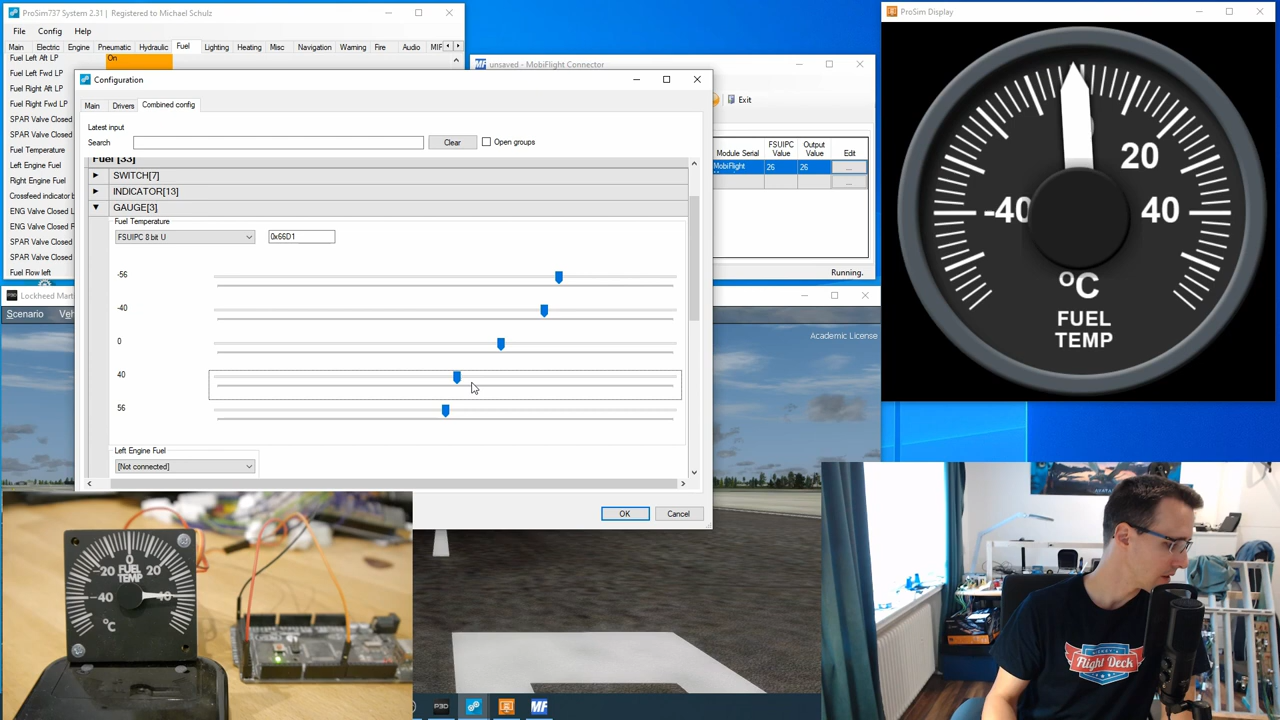 ProSim737 System 2.31 | Registered to Michael Schulz
File Config Help
Main Electric Engine Pneumatic Hydraulic Fuel Lighting Heating Misc Navigation Warning Fire Audio MIF
Fuel Left Aft LP On
Fuel Left Fwd LP
Fuel Right Aft LP
Fuel Right Fwd LP
SPAR Valve Closed
SPAR Valve Closed
Fuel Temperature
Left Engine Fuel
Right Engine Fuel
Crossfeed indicator b
ENG Valve Closed L
ENG Valve Closed R
SPAR Valve Closed
SPAR Valve Closed
Fuel Flow left
Configuration
Main Drivers Combined config
Latest input
Search Clear Open groups
Fuel [33]
SWITCH[7]
INDICATOR[13]
GAUGE[3]
Fuel Temperature
FSUIPC 8 bit U 0x66D1
-56
-40
0
40
56
Left Engine Fuel
[Not connected]
OK Cancel
unsaved - MobiFlight Connector
Exit
Module Serial FSUIPC Value Output Value Edit
MobiFlight 26 26 ...
...
Running.
Lockheed Mart
Scenario Veh
Academic License
ProSim Display
20
-40 40
ºC
FUEL
TEMP
0
-20 FUEL 20
TEMP
-40 40
°C
Flight Deck
P3D MF